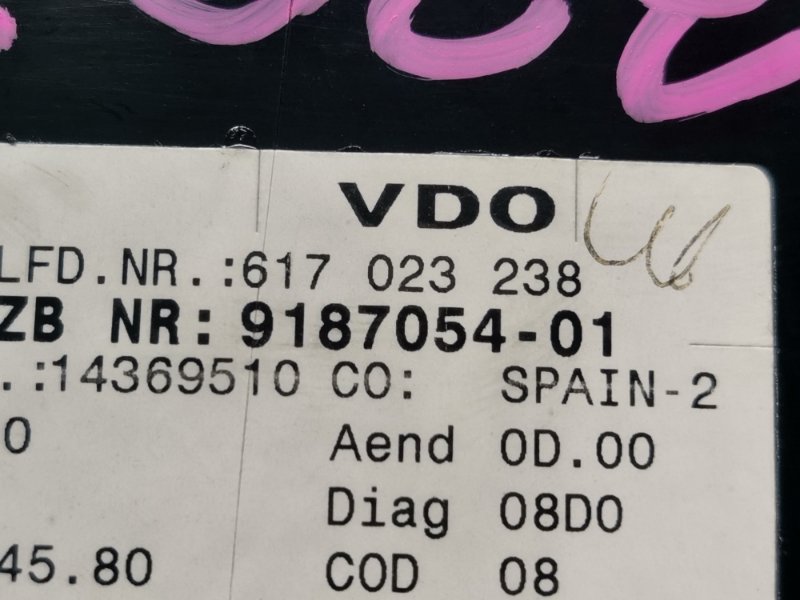 VDO
LFD.NR.:617 023 238
ZB NR:9187054-01
.:14369510 CO: SPAIN-2
0 Aend 0D.00
Diag 08D0
45.80 COD 08